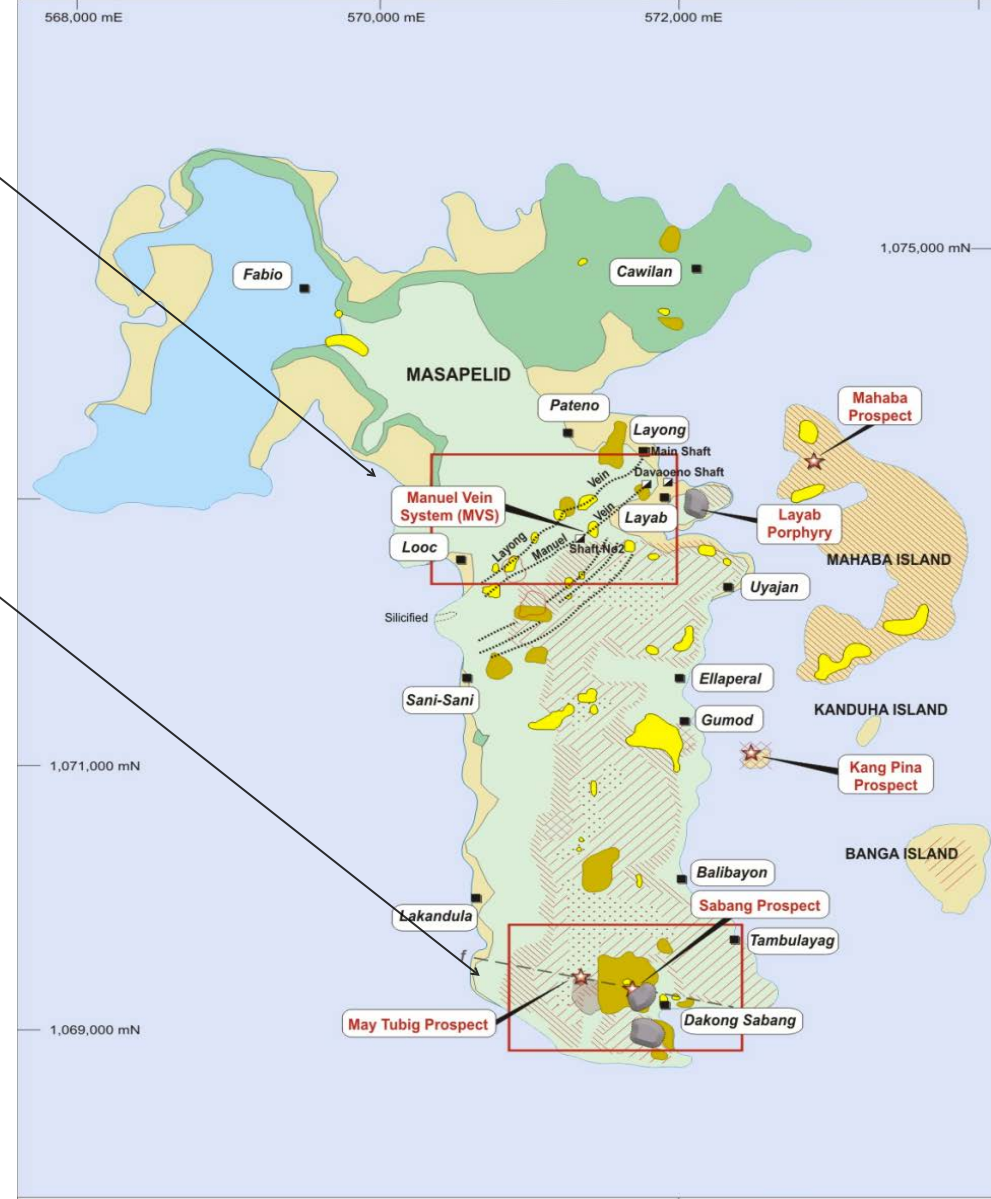 568,000 mE
570,000 mE
572,000 mE
1,075,000 mN
Fabio
Cawilan
MASAPELID
Mahaba
Prospect
Pateno
Layong
Main Shaft
Davaoeno Shaft
Vein
Manuel Vein
System (MVS)
Vein
Layab
Layab
Porphyry
Layong
Manuel
Shaft No2
Looc
MAHABA ISLAND
Uyajan
Silicified
Ellaperal
Sani-Sani
KANDUHA ISLAND
Gumod
1,071,000 mN
Kang Pina
Prospect
BANGA ISLAND
Balibayon
Sabang Prospect
Lakandula
Tambulayag
f
May Tubig Prospect
Dakong Sabang
1,069,000 mN